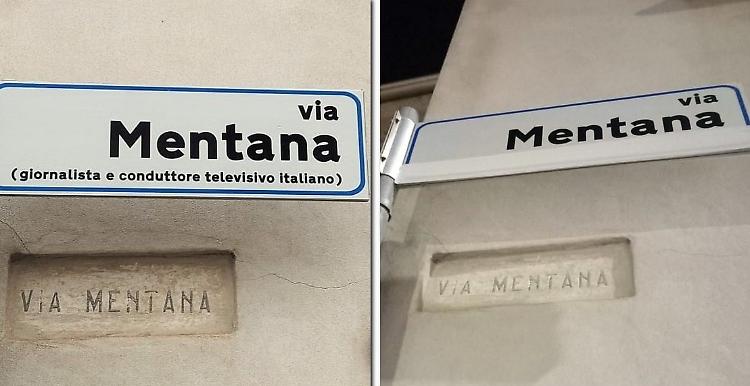 via
Mentana
(giornalista e conduttore televisivo italiano)
VIA MENTANA
via
Mentana
VIA MENTANA